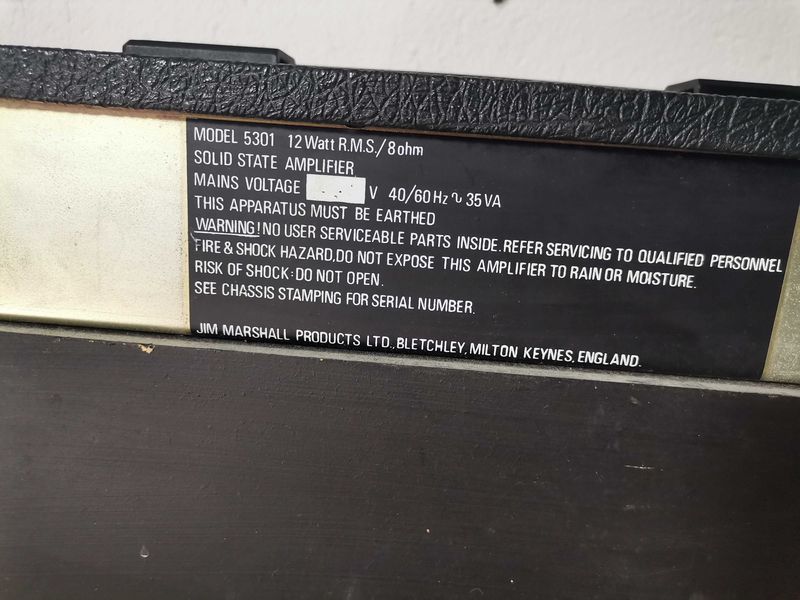 MODEL 5301 12 Watt R.M.S./8 ohm
SOLID STATE AMPLIFIER
MAINS VOLTAGE V 40/60 Hz ∿ 35 VA
THIS APPARATUS MUST BE EARTHED
WARNING! NO USER SERVICEABLE PARTS INSIDE. REFER SERVICING TO QUALIFIED PERSONNEL
FIRE & SHOCK HAZARD, DO NOT EXPOSE THIS AMPLIFIER TO RAIN OR MOISTURE.
RISK OF SHOCK: DO NOT OPEN.
SEE CHASSIS STAMPING FOR SERIAL NUMBER.
JIM MARSHALL PRODUCTS LTD., BLETCHLEY, MILTON KEYNES, ENGLAND.